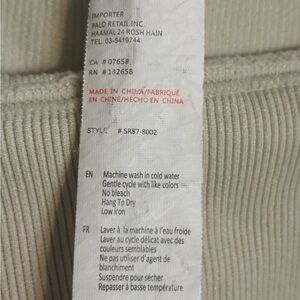 IMPORTER
PALO RETAIL INC.
HAAMAL 24 ROSH HAIN
TEL. 03-5419744
CA # 07658
RN # 142658
MADE IN CHINA/FABRIQUÉ
EN CHINE/HECHO EN CHINA
STYLE # SR87-8002
EN Machine wash in cold water
Gentle cycle with like colors
No bleach
Hang To Dry
Low iron
FR Laver à la machine à l'eau froide
Laver au cycle délicat avec des
couleurs semblables
Ne pas utiliser d'agent de
blanchiment
Suspendre pour sécher
Repasser à basse température